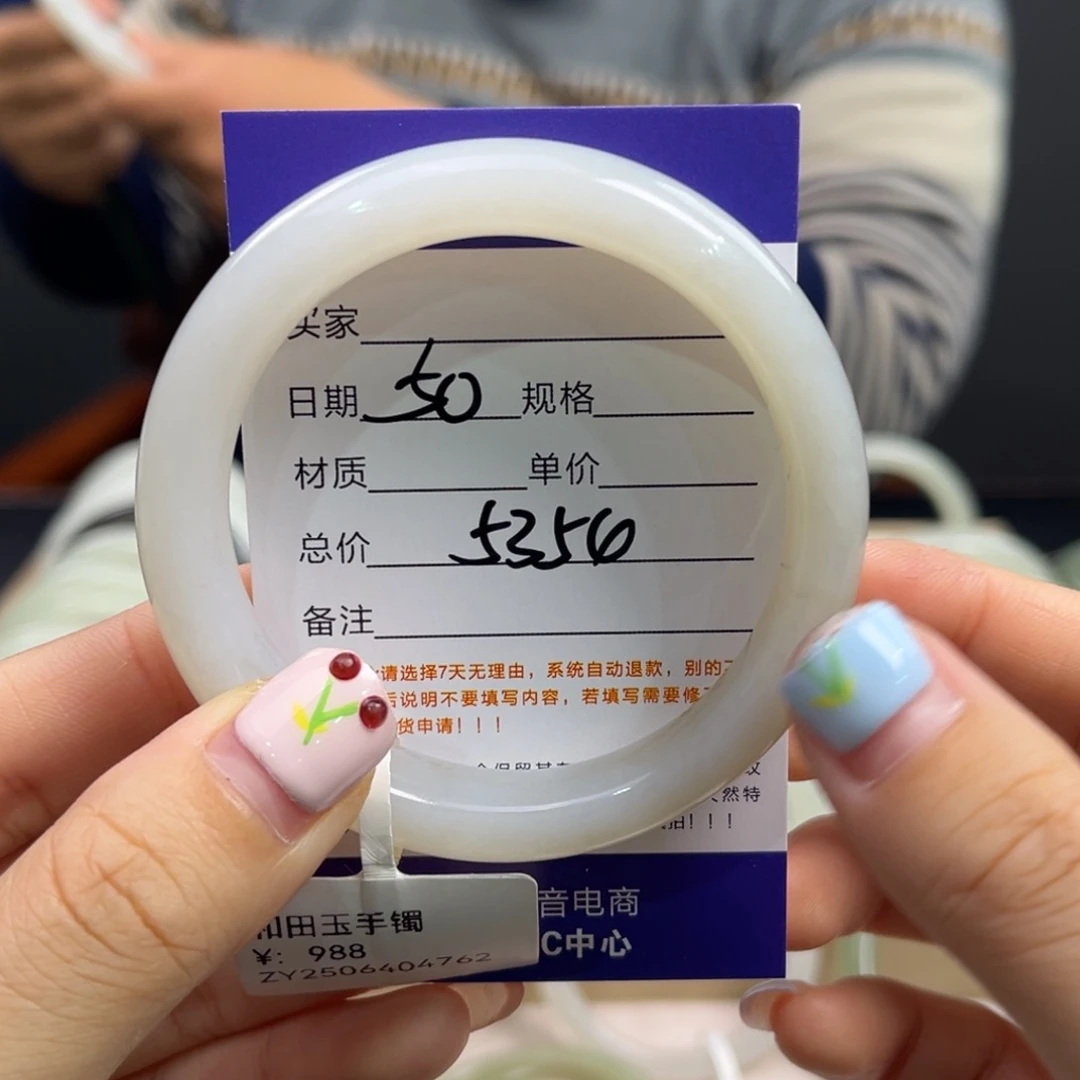 买家
日期 50 规格
材质 单价
总价 5356
备注
请选择7天无理由，系统自动退款，别的
后说明不要填写内容，若填写需要修
货申请！！！
然特
！！！
音电商
C中心
和田玉手镯
¥: 988
ZY2506404762